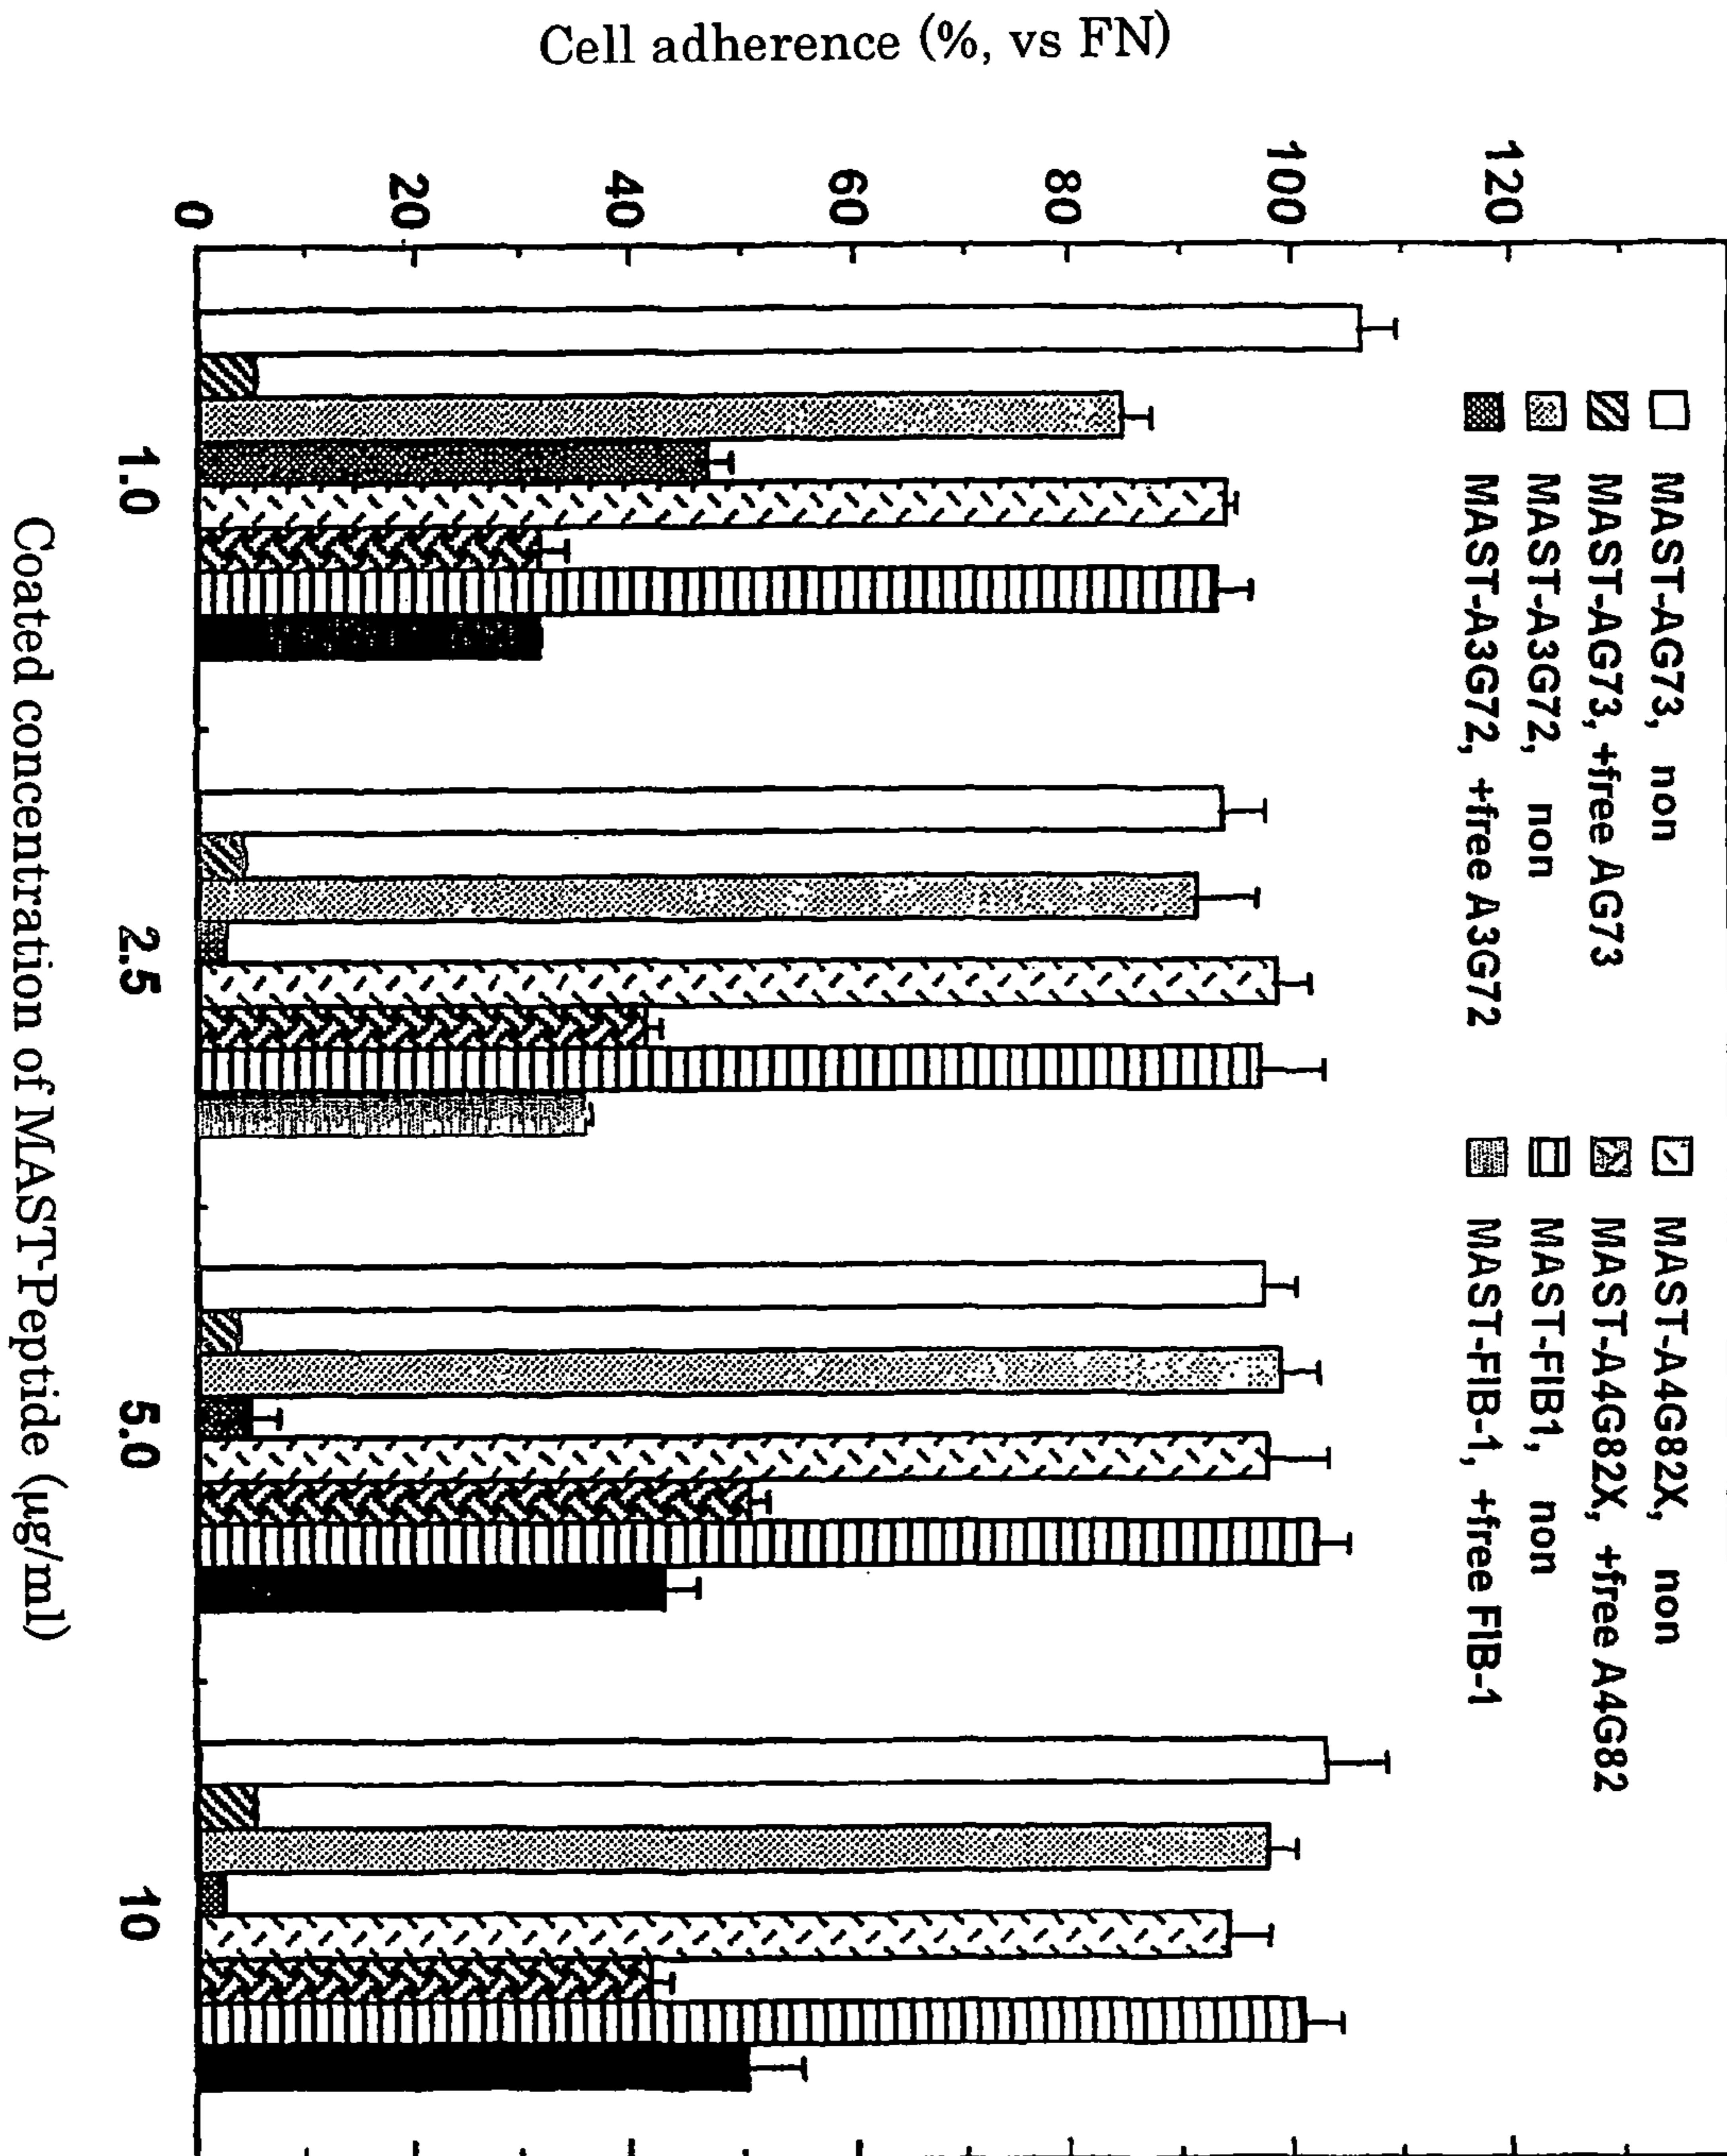 Cell adherence (%, vs FN)
0
20
40
60
80
100
120
MAST-AG73, non
MAST-AG73, +free AG73
MAST-A3G72, non
MAST-A3G72, +free A3G72
MAST-A4G82X, non
MAST-A4G82X, +free A4G82
MAST-FIB1, non
MAST-FIB-1, +free FIB-1
1.0
2.5
5.0
10
Coated concentration of MAST-Peptide (μg/ml)